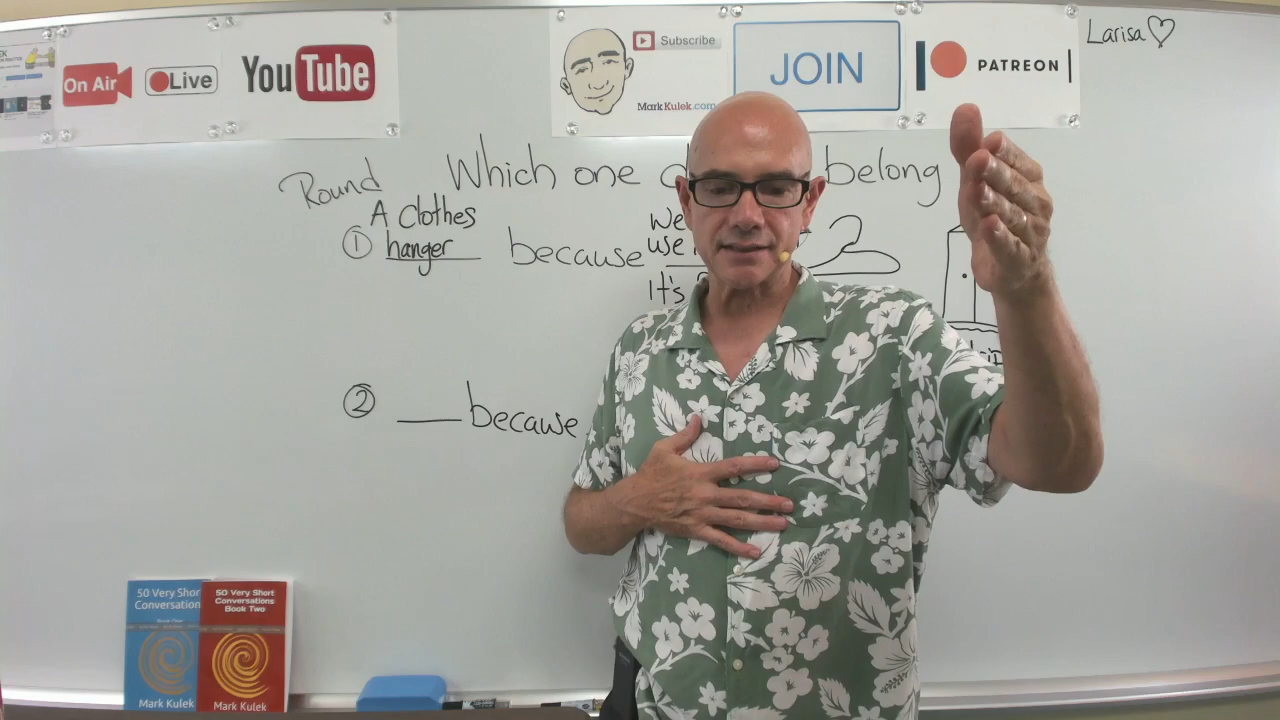 On Air
Live
YouTube
Subscribe
MarkKulek.com
JOIN
PATREON
Larisa♡
Round
Which one belong
A clothes
① hanger because
We
use
It's
② ___ because
50 Very Short
Conversations
Mark Kulek
50 Very Short
Conversations
Book Two
Mark Kulek